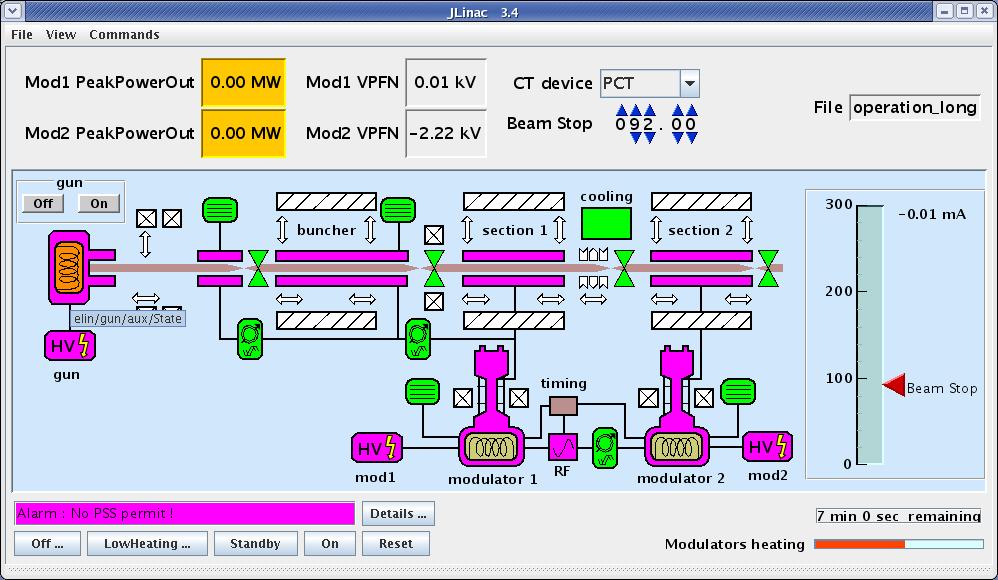 JLinac 3.4
File View Commands
Mod1 PeakPowerOut 0.00 MW Mod1 VPFN 0.01 kV CT device PCT
Mod2 PeakPowerOut 0.00 MW Mod2 VPFN -2.22 kV Beam Stop 092.00
File operation_long
gun
Off On
cooling
buncher section 1 section 2
300 -0.01 mA
200
elin/gun/aux/State
HV
gun
timing
100 Beam Stop
HV HV
mod1 modulator 1 RF modulator 2 mod2
0
Alarm : No PSS permit ! Details ...
7 min 0 sec remaining
Off ... LowHeating ... Standby On Reset
Modulators heating